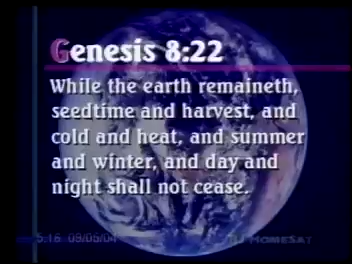 Genesis 8:22
While the earth remaineth,
seedtime and harvest, and
cold and heat, and summer
and winter, and day and
night shall not cease.
HomeSat